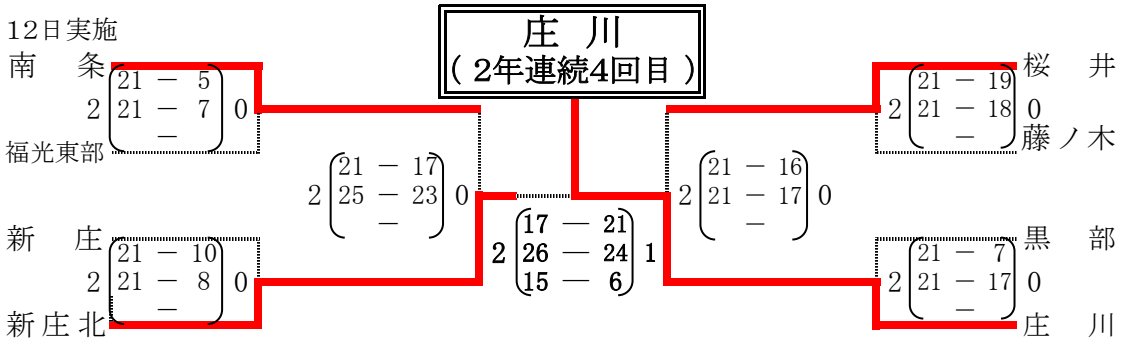 12日実施
庄 川
( 2年連続4回目 )
南 条
21 － 5
2 21 － 7 0
－
福光東部
新 庄
21 － 10
2 21 － 8 0
－
新庄北
21 － 17
2 25 － 23 0
－
17 － 21
2 26 － 24 1
15 － 6
21 － 16
2 21 － 17 0
－
桜 井
21 － 19
2 21 － 18 0
－
藤ノ木
黒 部
21 － 7
2 21 － 17 0
－
庄 川